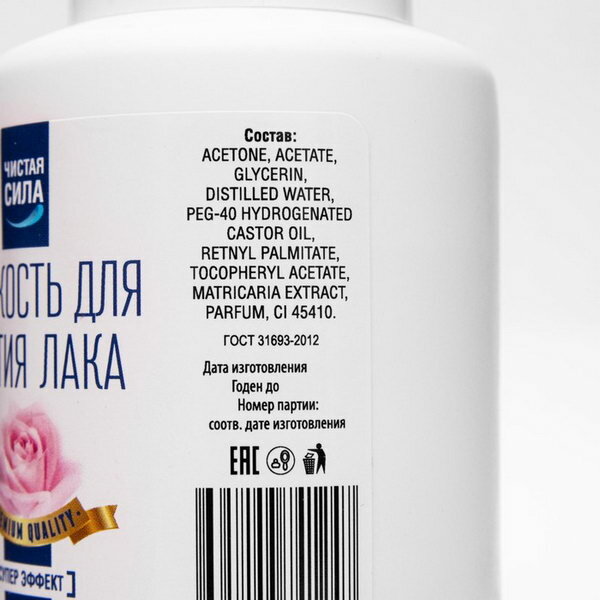 ЧИСТАЯ
СИЛА
КОСТЬ ДЛЯ
ТИЯ ЛАКА
MIUM QUALITY
СУПЕР ЭФФЕКТ
Состав:
ACETONE, ACETATE,
GLYCERIN,
DISTILLED WATER,
PEG-40 HYDROGENATED
CASTOR OIL,
RETNYL PALMITATE,
TOCOPHERYL ACETATE,
MATRICARIA EXTRACT,
PARFUM, CI 45410.
ГОСТ 31693-2012
Дата изготовления
Годен до
Номер партии:
соотв. дате изготовления
ЕАС